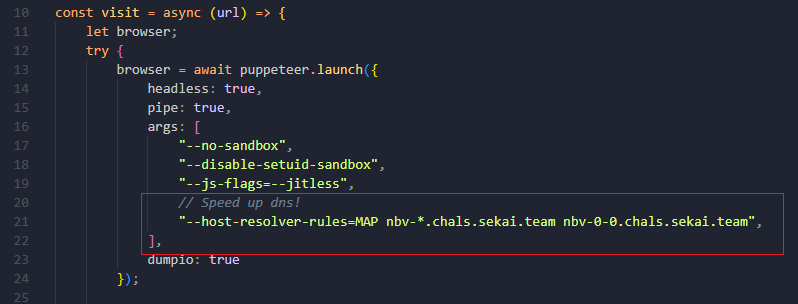 10 const visit = async (url) => {
11 let browser;
12 try {
13 browser = await puppeteer.launch({
14 headless: true,
15 pipe: true,
16 args: [
17 "--no-sandbox",
18 "--disable-setuid-sandbox",
19 "--js-flags=--jitless",
20 // Speed up dns!
21 "--host-resolver-rules=MAP nbv-*.chals.sekai.team nbv-0-0.chals.sekai.team",
22 ],
23 dumpio: true
24 });
25